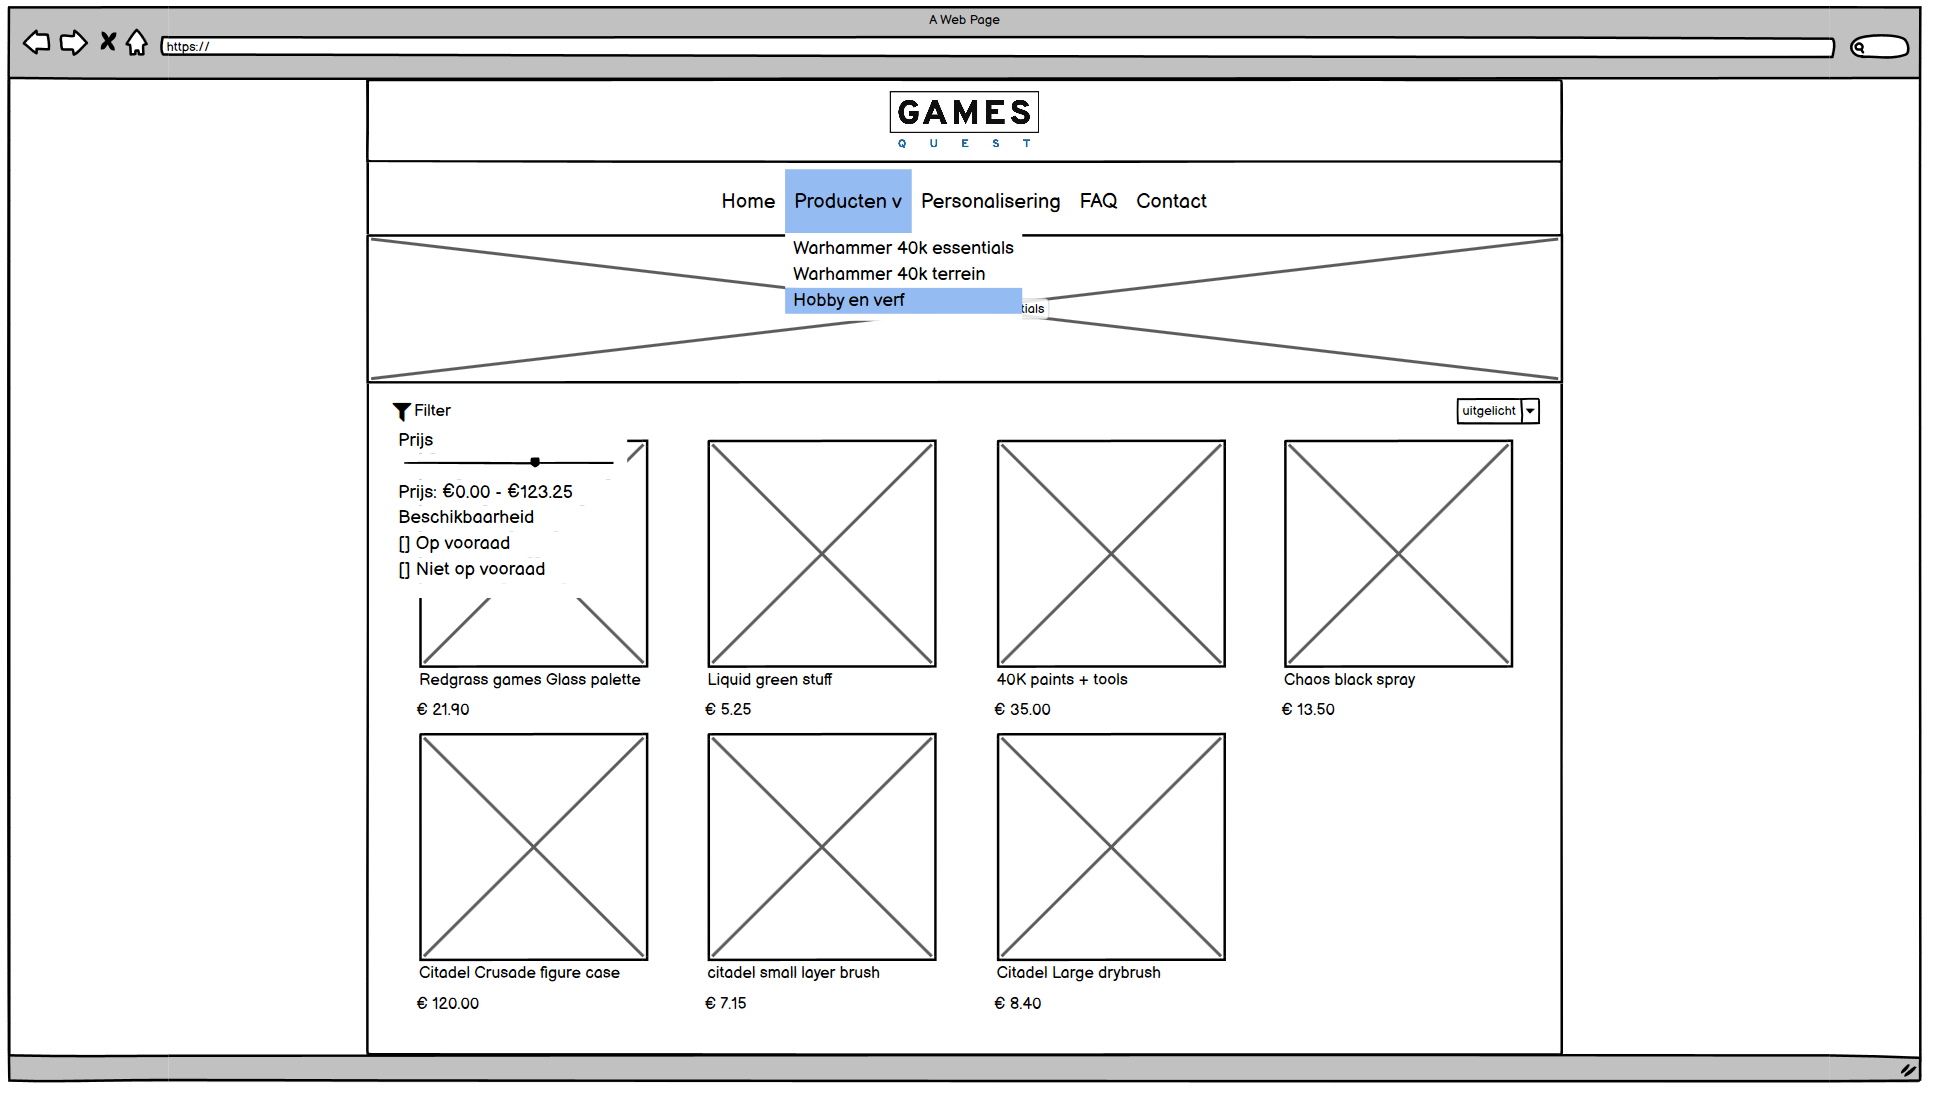 A Web Page
https://
GAMES
QUEST
Home Producten v Personalisering FAQ Contact
Warhammer 40k essentials
Warhammer 40k terrein
Hobby en verf
tials
Filter
uitgelicht
Prijs
Prijs: €0.00 - €123.25
Beschikbaarheid
[] Op vooraad
[] Niet op vooraad
Redgrass games Glass palette
€ 21.90
Liquid green stuff
€ 5.25
40K paints + tools
€ 35.00
Chaos black spray
€ 13.50
Citadel Crusade figure case
€ 120.00
citadel small layer brush
€ 7.15
Citadel Large drybrush
€ 8.40